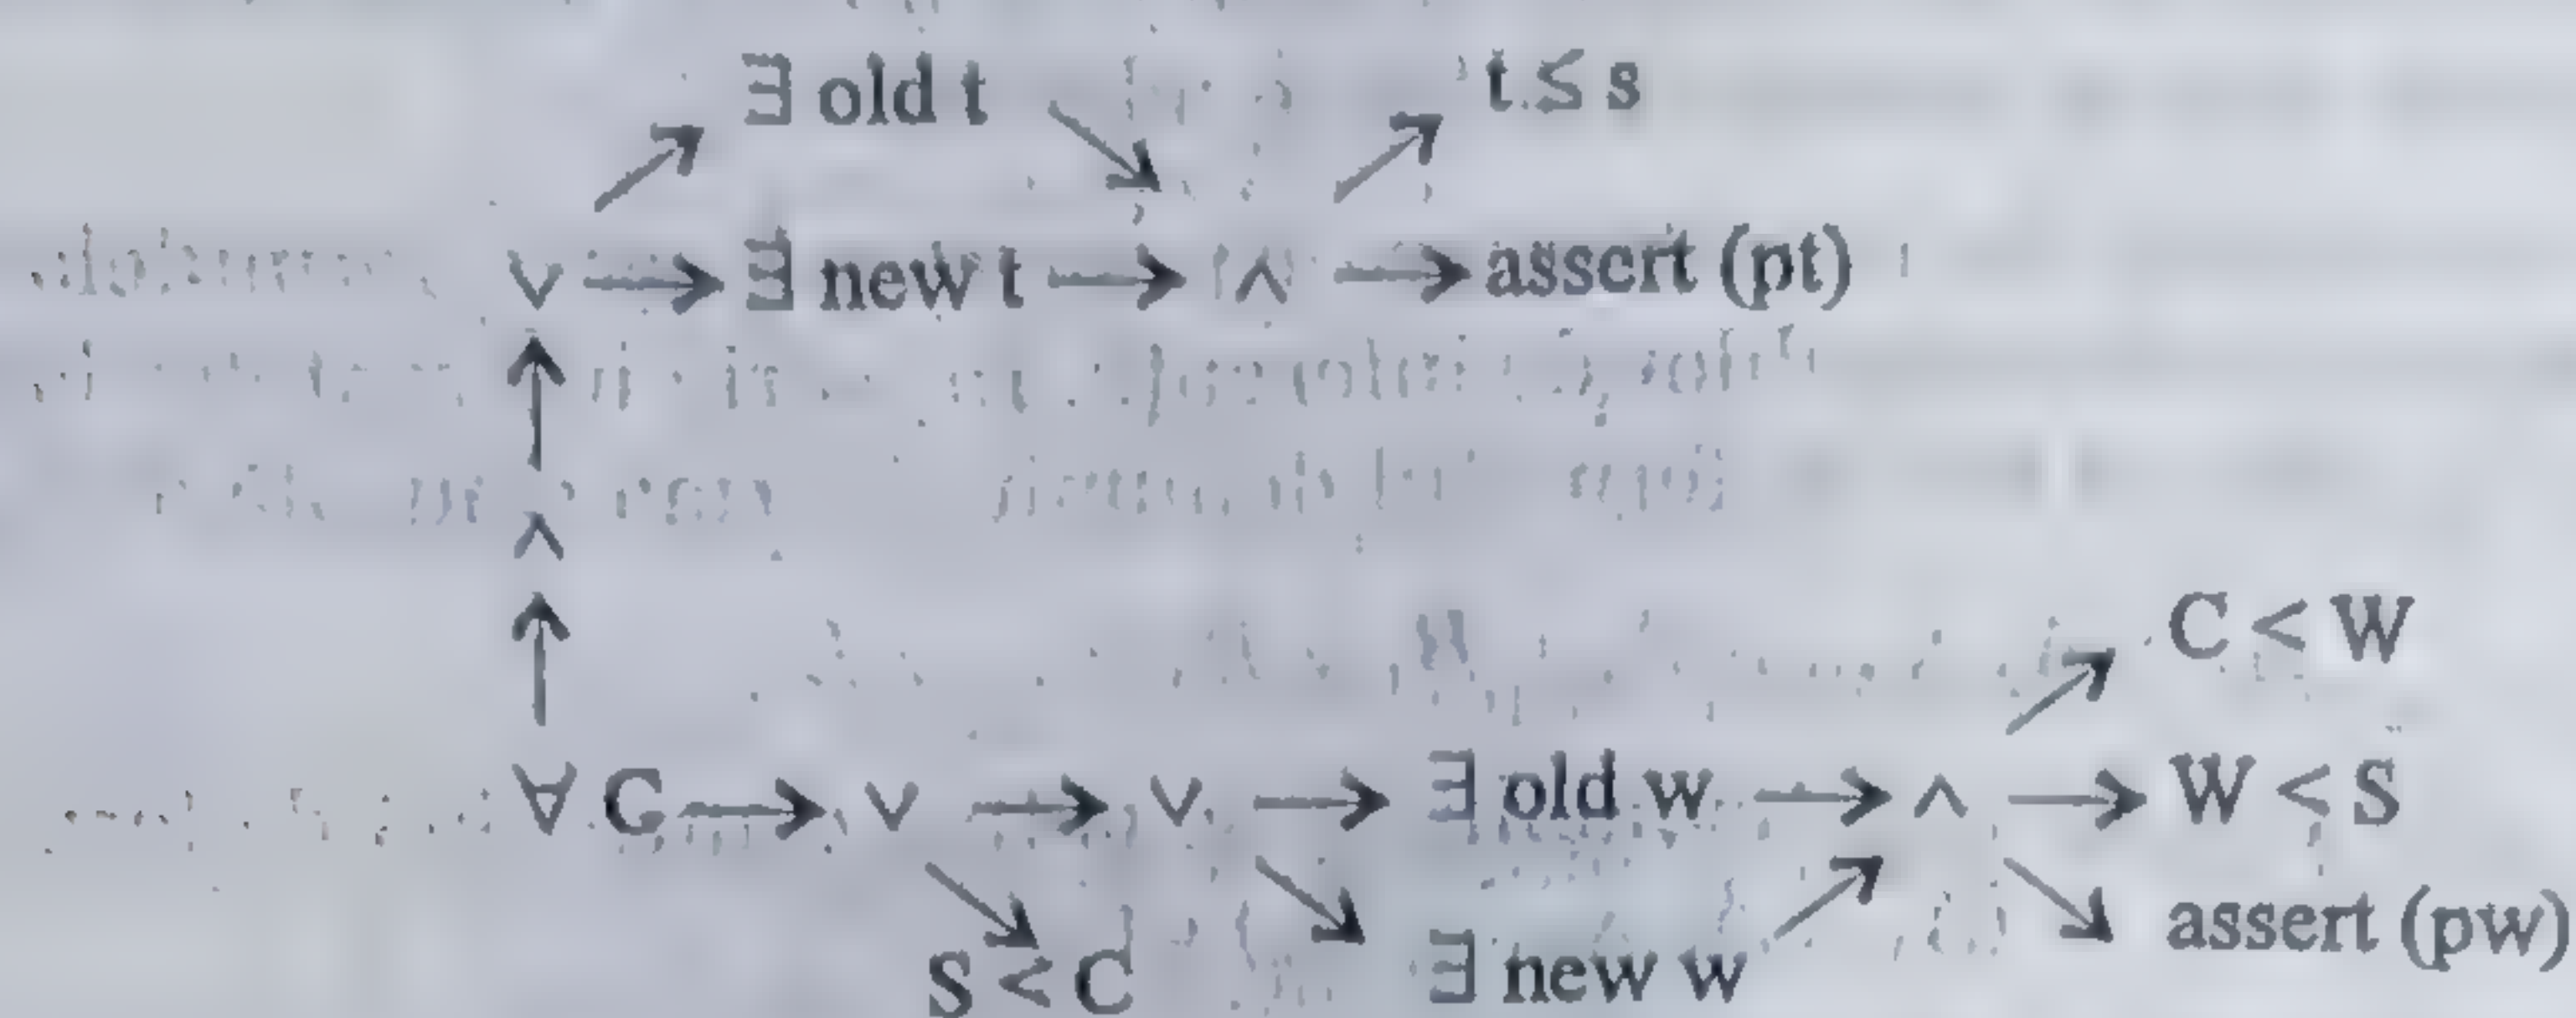 ∃ old t t ≤ s
∨ → ∃ new t → ∧ → assert (pt)
∧
C < W
∀ G → ∨ → ∨ → ∃ old w → ∧ → W < S
S < C ∃ new w assert (pw)